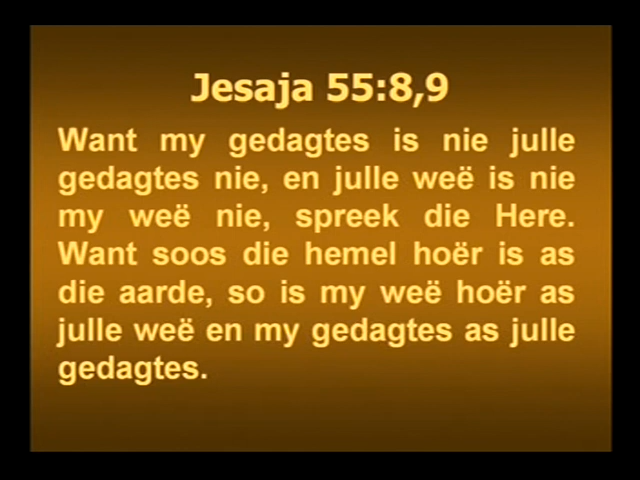 Jesaja 55:8,9
Want my gedagtes is nie julle
gedagtes nie, en julle weë is nie
my weë nie, spreek die Here.
Want soos die hemel hoër is as
die aarde, so is my weë hoër as
julle weë en my gedagtes as julle
gedagtes.